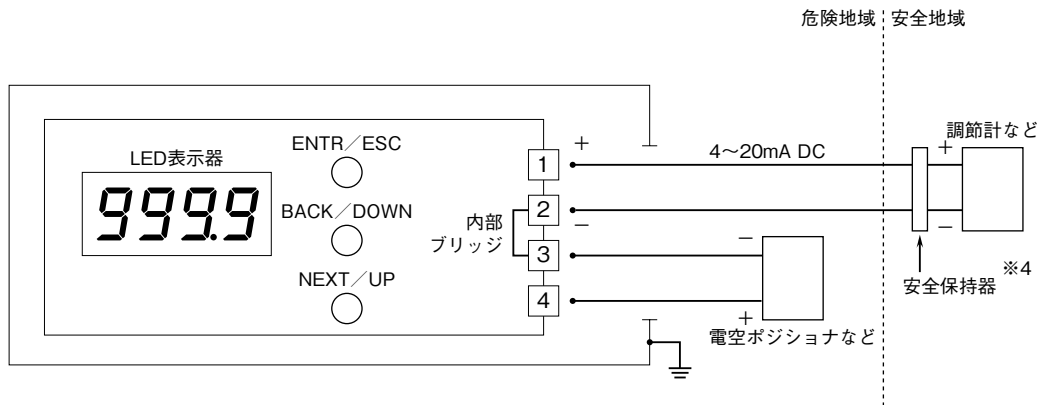 危険地域 安全地域
調節計など
ENTR／ESC
LED表示器
999.9
BACK／DOWN
NEXT／UP
内部
ブリッジ
1
2
3
4
+
−
4〜20mA DC
+
−
−
+
電空ポジショナなど
安全保持器
※4